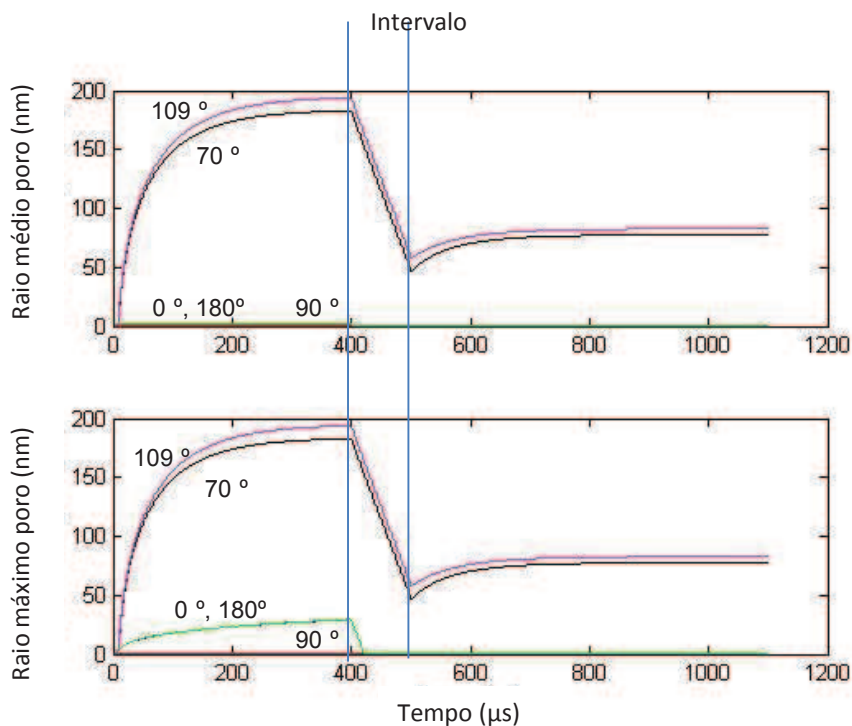 Intervalo
Raio médio poro (nm)
200
150
100
50
0
109 º
70 º
0 º, 180º
90 º
0
200
400
600
800
1000
1200
Raio máximo poro (nm)
200
150
100
50
0
109 º
70 º
0 º, 180º
90 º
0
200
400
600
800
1000
1200
Tempo (µs)